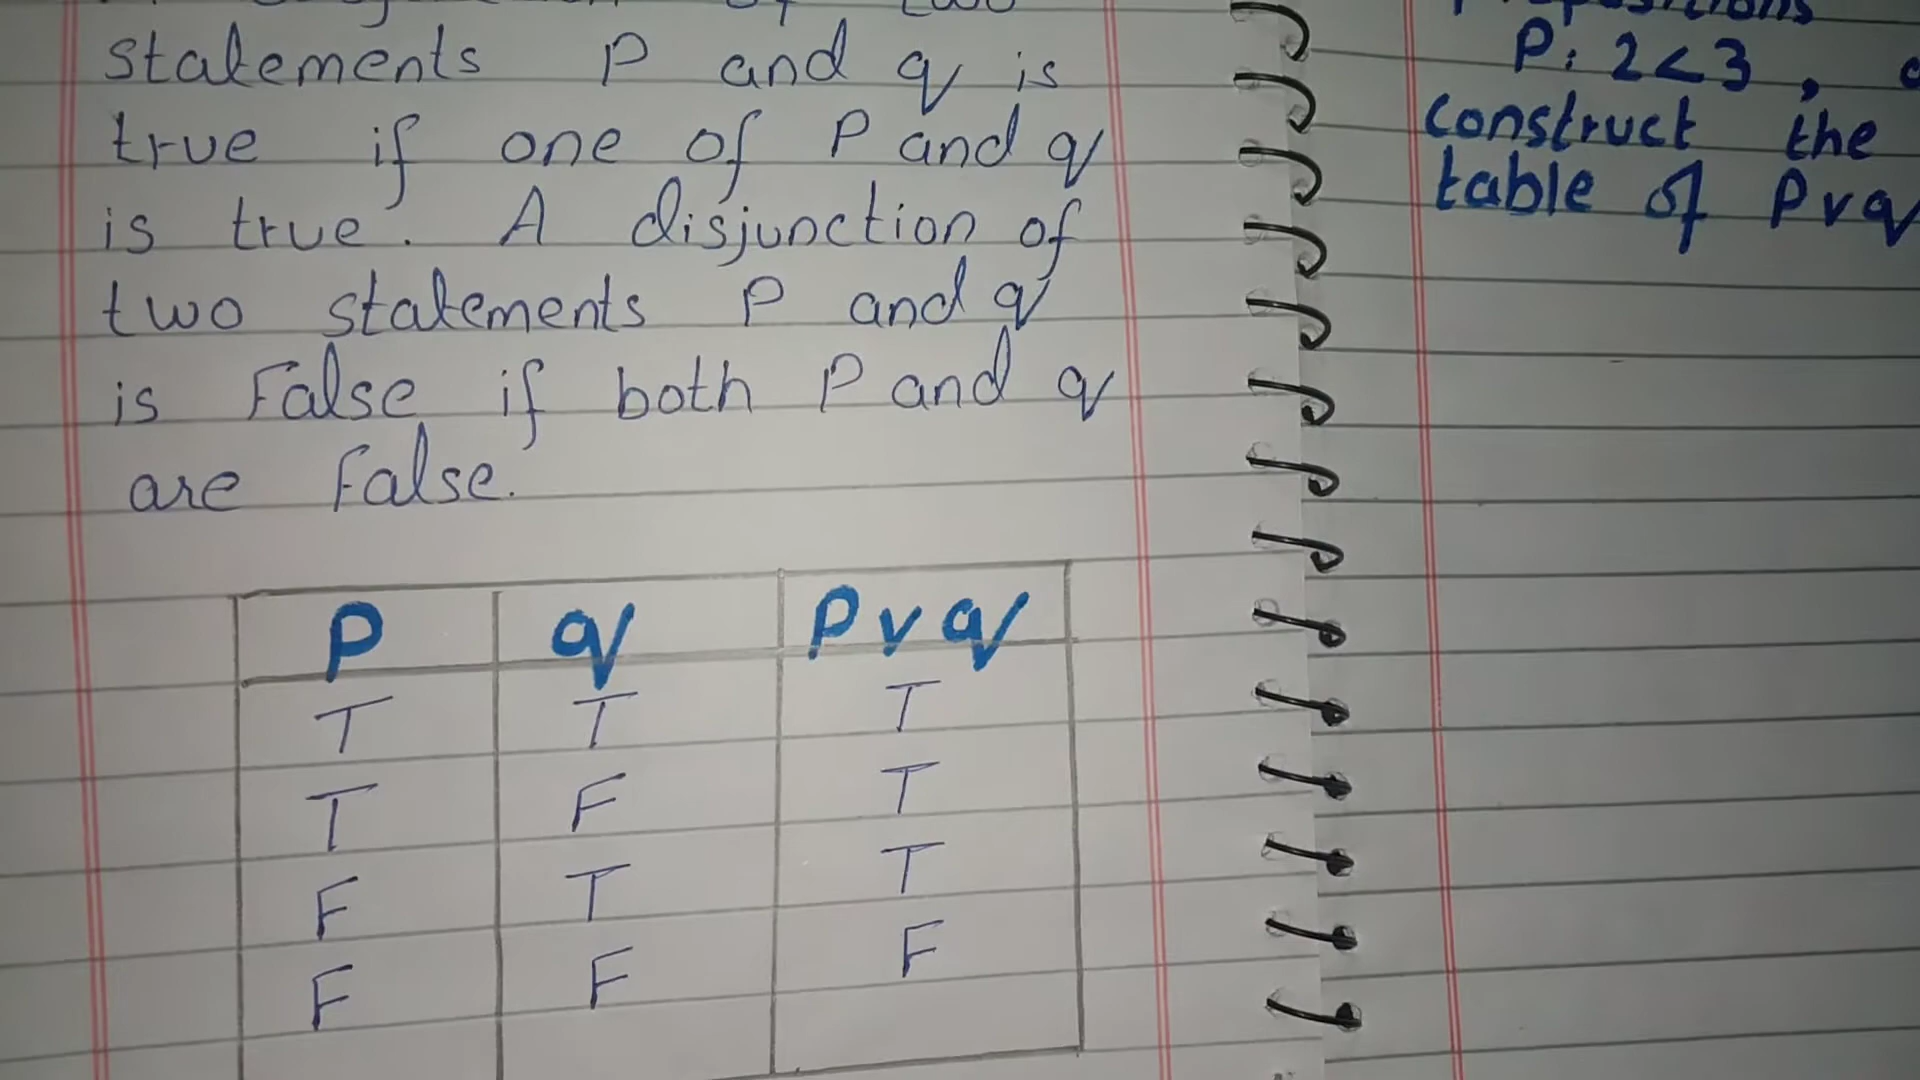 two
statements P and q is
true if one of P and q
is true. A disjunction of
two statements P and q
is False if both P and q
are False.
P q P v q
T T T
T F T
F T T
F F F
P: 2<3,
construct the
table of P v q